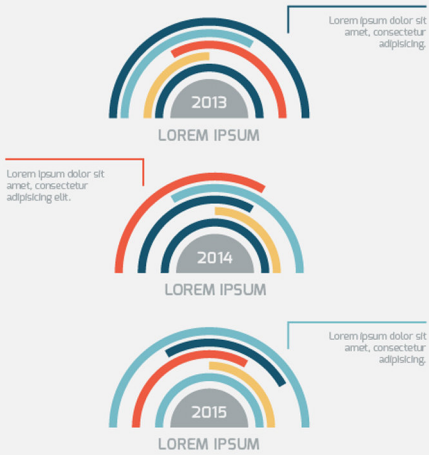 Lorem ipsum dolor sit
amet, consectetur
adipisicing.
2013
LOREM IPSUM
Lorem ipsum dolor sit
amet, consectetur
adipisicing elit.
2014
LOREM IPSUM
Lorem ipsum dolor sit
amet, consectetur
adipisicing.
2015
LOREM IPSUM